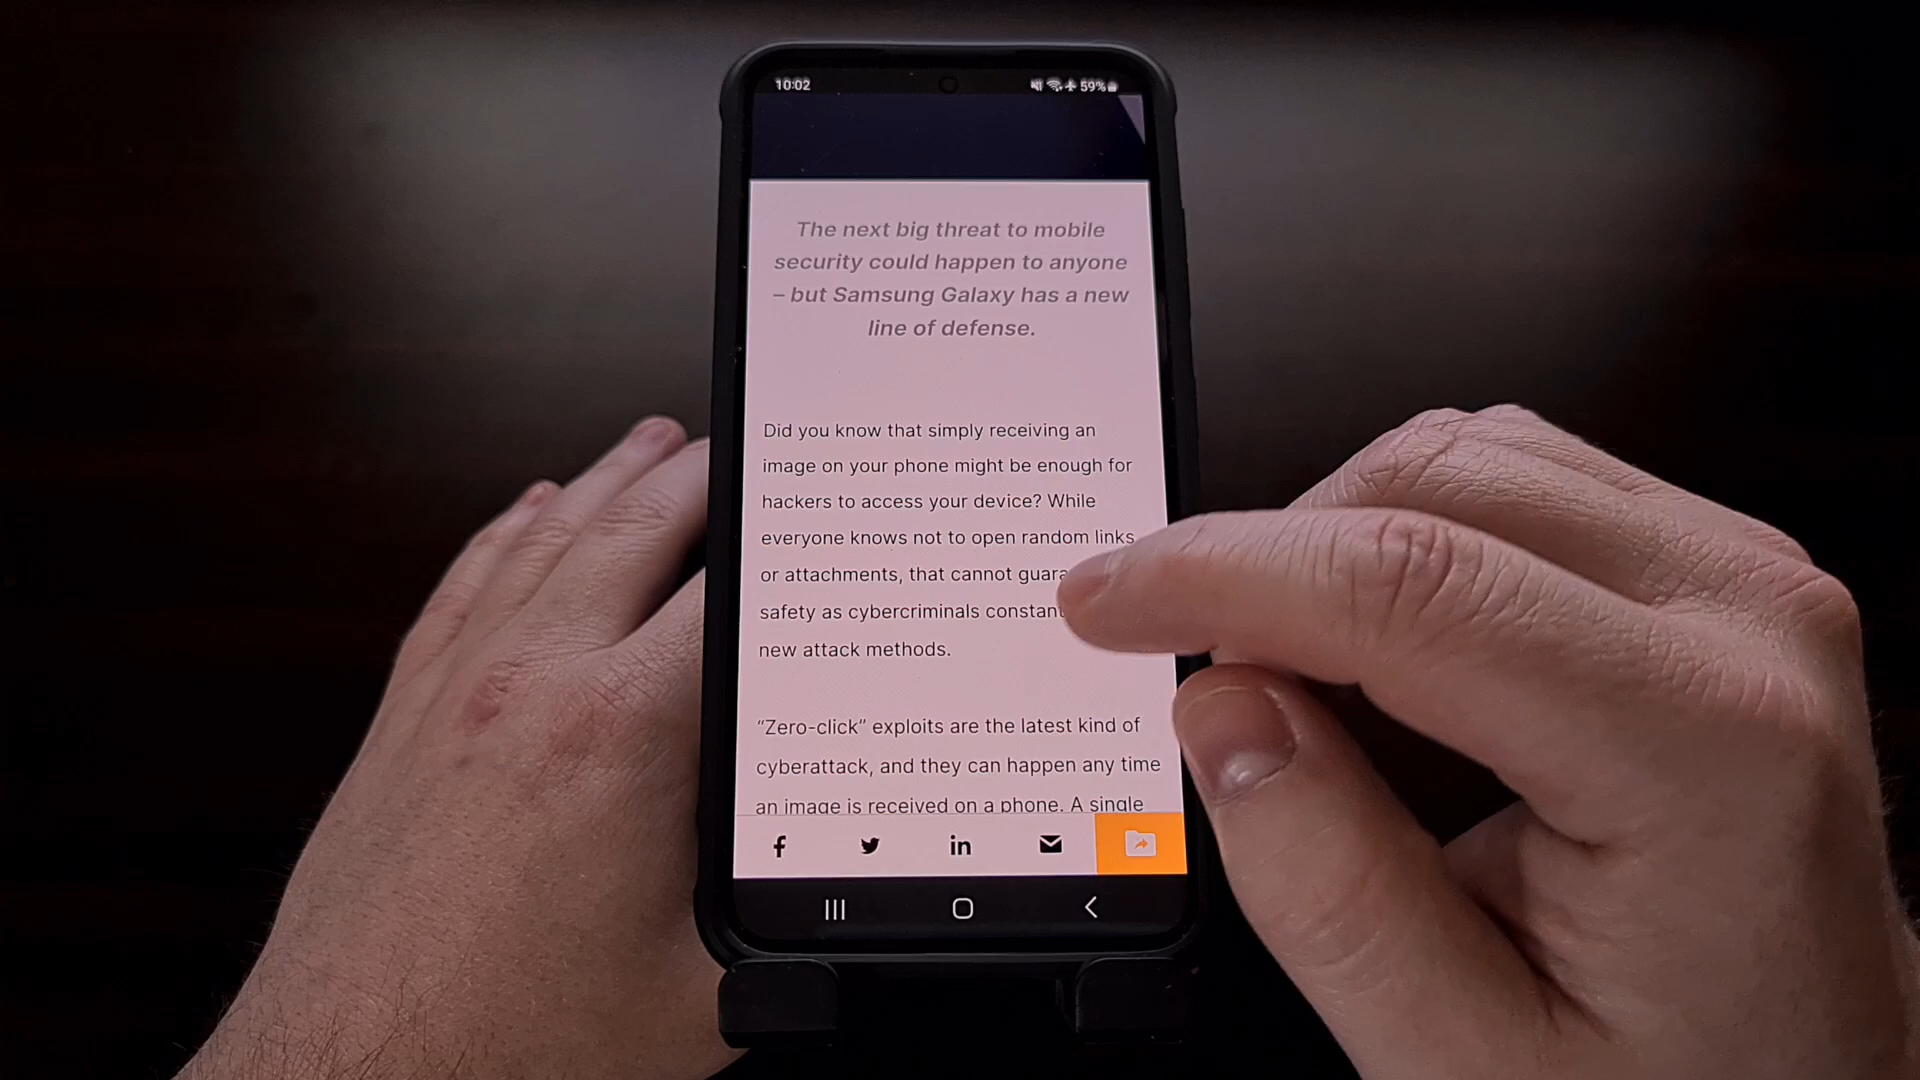 10:02
59%
The next big threat to mobile
security could happen to anyone
– but Samsung Galaxy has a new
line of defense.
Did you know that simply receiving an
image on your phone might be enough for
hackers to access your device? While
everyone knows not to open random links
or attachments, that cannot
safety as cybercriminals
new attack methods.
“Zero-click” exploits are the latest kind of
cyberattack, and they can happen any time
an image is received on a phone. A single
f
in